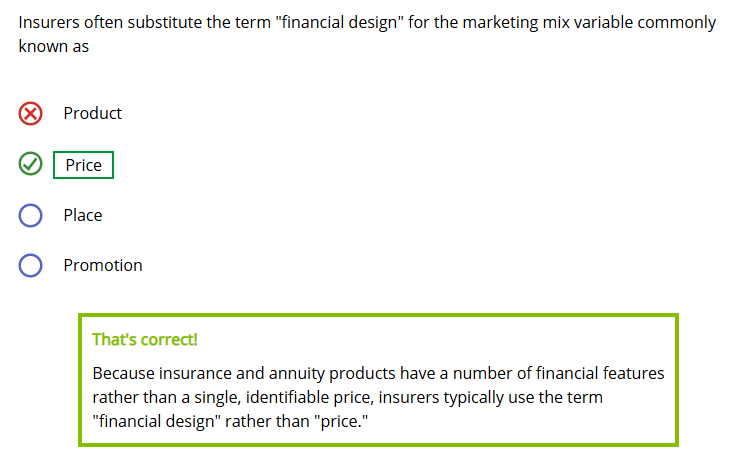 Insurers often substitute the term "financial design" for the marketing mix variable commonly
known as
Product
Price
Place
Promotion
That's correct!
Because insurance and annuity products have a number of financial features
rather than a single, identifiable price, insurers typically use the term
"financial design" rather than "price."